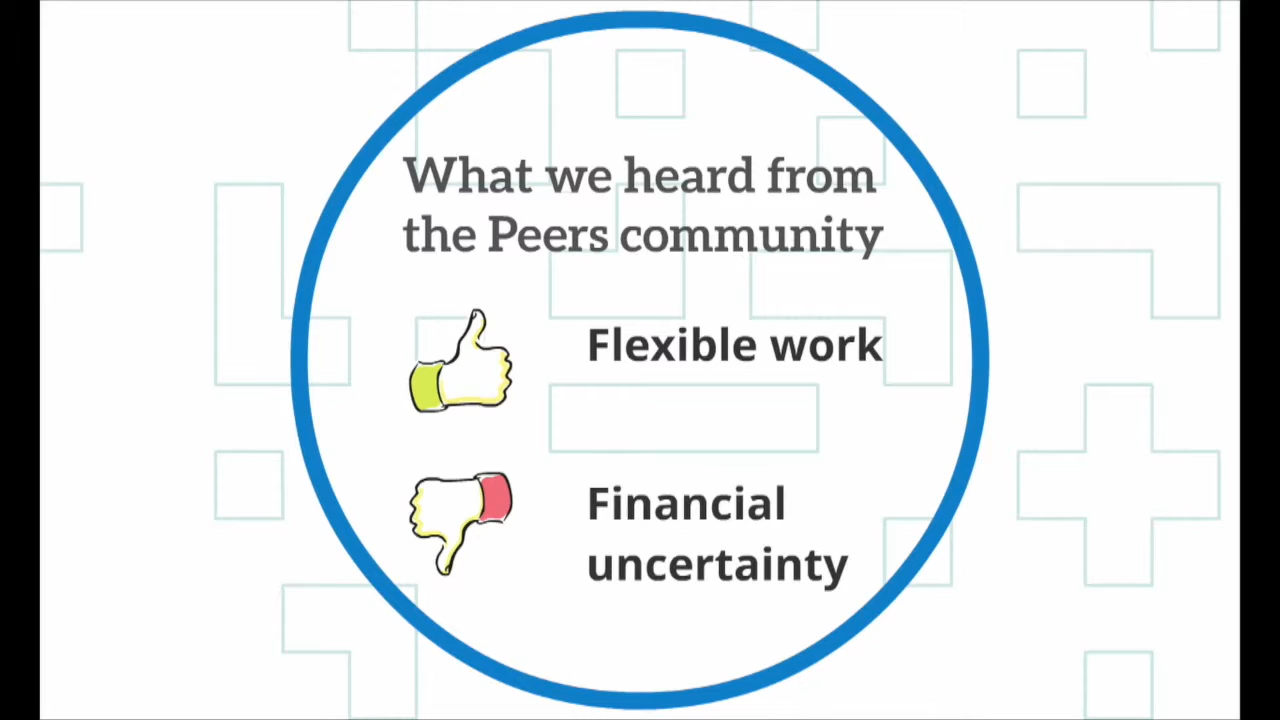 What we heard from
the Peers community
Flexible work
Financial
uncertainty